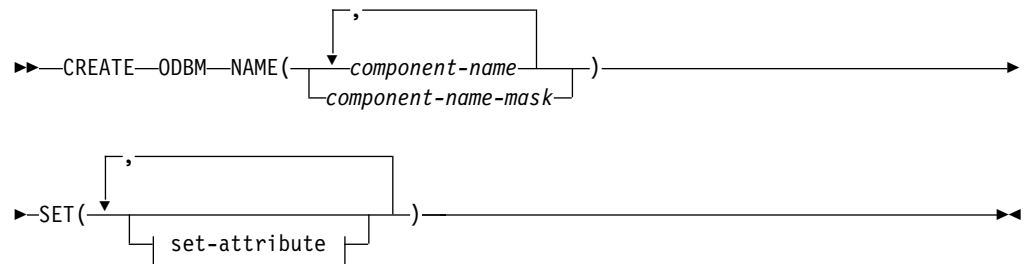 ,
CREATE ODBM NAME( component-name )
component-name-mask
,
SET( set-attribute )